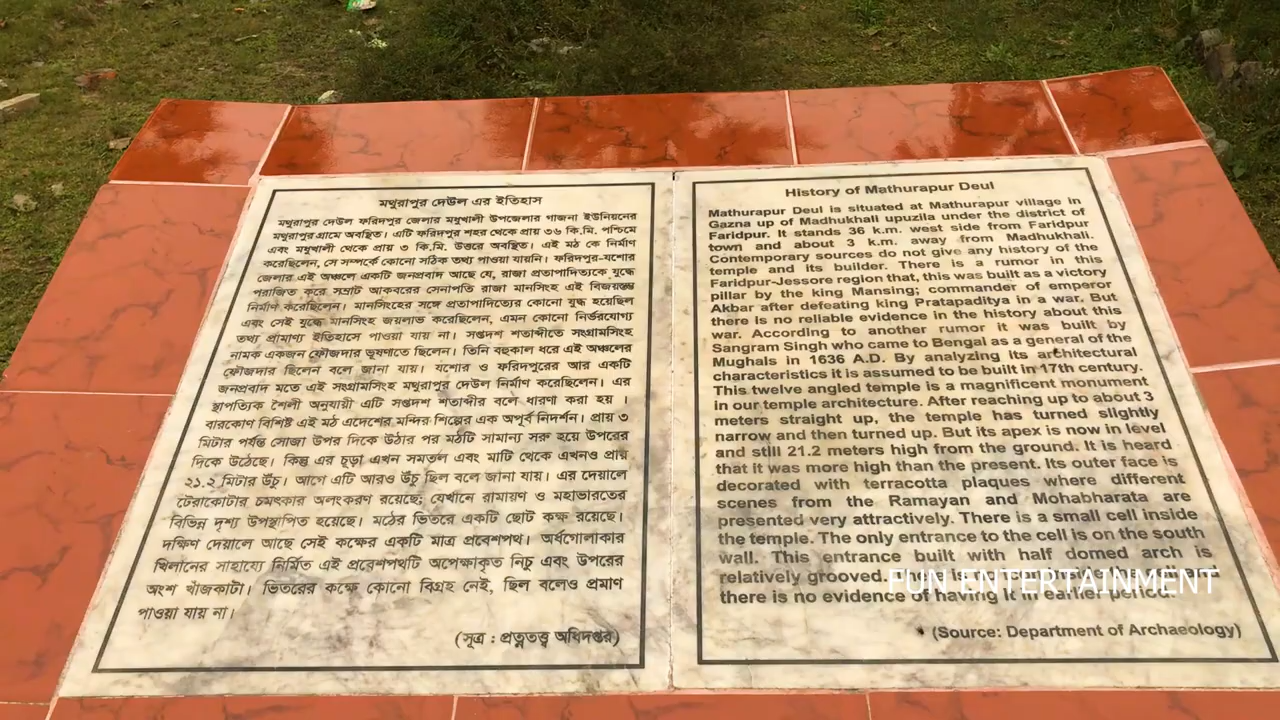 মথুরাপুর দেউল এর ইতিহাস
মথুরাপুর দেউল ফরিদপুর জেলার মধুখালী উপজেলার গাজনা ইউনিয়নের
মথুরাপুর গ্রামে অবস্থিত। এটি ফরিদপুর শহর থেকে প্রায় ৩৬ কি.মি. পশ্চিমে
এবং মধুখালী থেকে প্রায় ৩ কি.মি. উত্তরে অবস্থিত। এই মঠ কে নির্মাণ
করেছিলেন, সে সম্পর্কে কোনো সঠিক তথ্য পাওয়া যায়নি। ফরিদপুর-যশোর
জেলার এই অঞ্চলে একটি জনপ্রবাদ আছে যে, রাজা প্রতাপাদিত্যকে যুদ্ধে
পরাজিত করে সম্রাট আকবরের সেনাপতি রাজা মানসিংহ এই বিজয়স্তম্ভ
নির্মাণ করেছিলেন। মানসিংহের সঙ্গে প্রতাপাদিত্যের কোনো যুদ্ধ হয়েছিল
এবং সেই যুদ্ধে মানসিংহ জয়লাভ করেছিলেন, এমন কোনো নির্ভরযোগ্য
তথ্য প্রমাণ্য ইতিহাসে পাওয়া যায় না। সপ্তদশ শতাব্দীতে সংগ্রামসিংহ
নামক একজন ফৌজদার ভূষণাতে ছিলেন। তিনি বহুকাল ধরে এই অঞ্চলের
ফৌজদার ছিলেন বলে জানা যায়। যশোর ও ফরিদপুরের আর একটি
জনপ্রবাদ মতে এই সংগ্রামসিংহ মথুরাপুর দেউল নির্মাণ করেছিলেন। এর
স্থাপত্যিক শৈলী অনুযায়ী এটি সপ্তদশ শতাব্দীর বলে ধারণা করা হয় ।
বারকোণ বিশিষ্ট এই মঠ এদেশের মন্দির শিল্পের এক অপূর্ব নিদর্শন। প্রায় ৩
মিটার পর্যন্ত সোজা উপর দিকে উঠার পর মঠটি সামান্য সরু হয়ে উপরের
দিকে উঠেছে। কিন্তু এর চূড়া এখন সমতল এবং মাটি থেকে এখনও প্রায়
২১.২ মিটার উঁচু। আগে এটি আরও উঁচু ছিল বলে জানা যায়। এর দেয়ালে
টেরাকোটার চমৎকার অলংকরণ রয়েছে; যেখানে রামায়ণ ও মহাভারতের
বিভিন্ন দৃশ্য উপস্থাপিত হয়েছে। মঠের ভিতরে একটি ছোট কক্ষ রয়েছে।
দক্ষিণ দেয়ালে আছে সেই কক্ষের একটি মাত্র প্রবেশপথ। অর্ধগোলাকার
খিলানের সাহায্যে নির্মিত এই প্রবেশপথটি অপেক্ষাকৃত নিচু এবং উপরের
অংশ খাঁজকাটা। ভিতরের কক্ষে কোনো বিগ্রহ নেই, ছিল বলেও প্রমাণ
পাওয়া যায় না।
(সূত্র : প্রত্নতত্ত্ব অধিদপ্তর)
History of Mathurapur Deul
Mathurapur Deul is situated at Mathurapur village in
Gazna up of Madhukhali upuzila under the district of
Faridpur. It stands 36 k.m. west side from Faridpur
town and about 3 k.m. away from Madhukhali.
Contemporary sources do not give any history of the
temple and its builder. There is a rumor in this
Faridpur-Jessore region that, this was built as a victory
pillar by the king Mansing; commander of emperor
Akbar after defeating king Pratapaditya in a war. But
there is no reliable evidence in the history about this
war. According to another rumor it was built by
Sangram Singh who came to Bengal as a general of the
Mughals in 1636 A.D. By analyzing its architectural
characteristics it is assumed to be built in 17th century.
This twelve angled temple is a magnificent monument
in our temple architecture. After reaching up to about 3
meters straight up, the temple has turned slightly
narrow and then turned up. But its apex is now in level
and still 21.2 meters high from the ground. It is heard
that it was more high than the present. Its outer face is
decorated with terracotta plaques where different
scenes from the Ramayan and Mohabharata are
presented very attractively. There is a small cell inside
the temple. The only entrance to the cell is on the south
wall. This entrance built with half domed arch is
relatively grooved.
there is no evidence of having it in earlier period.
FUN ENTERTAINMENT
(Source: Department of Archaeology)